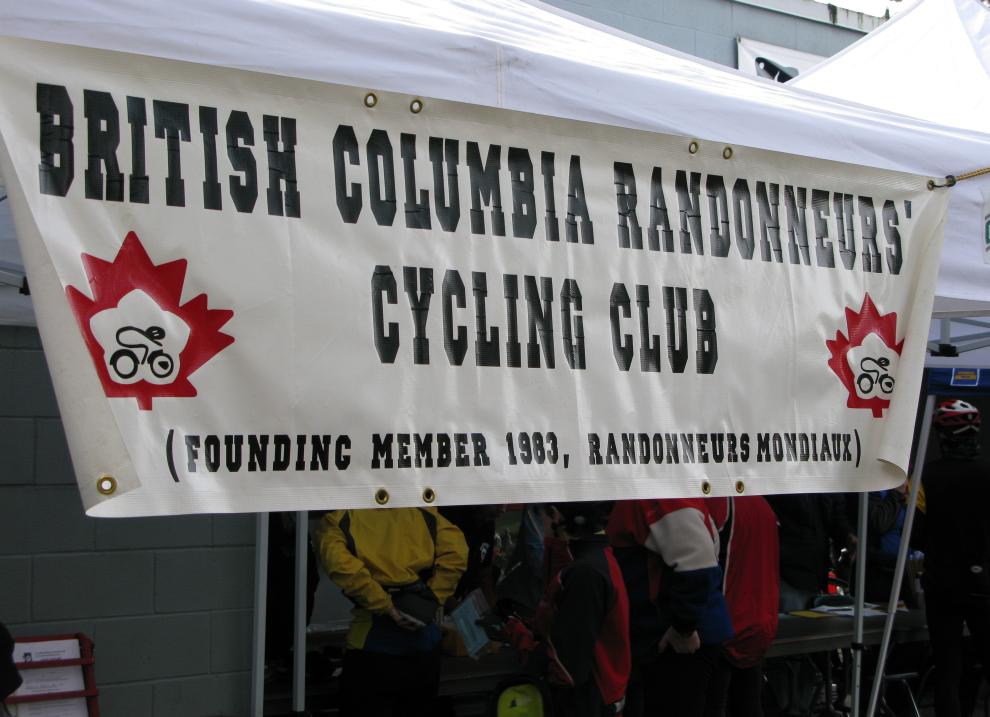 BRITISH COLUMBIA RANDONNEURS'
CYCLING CLUB
(FOUNDING MEMBER 1983, RANDONNEURS MONDIAUX)